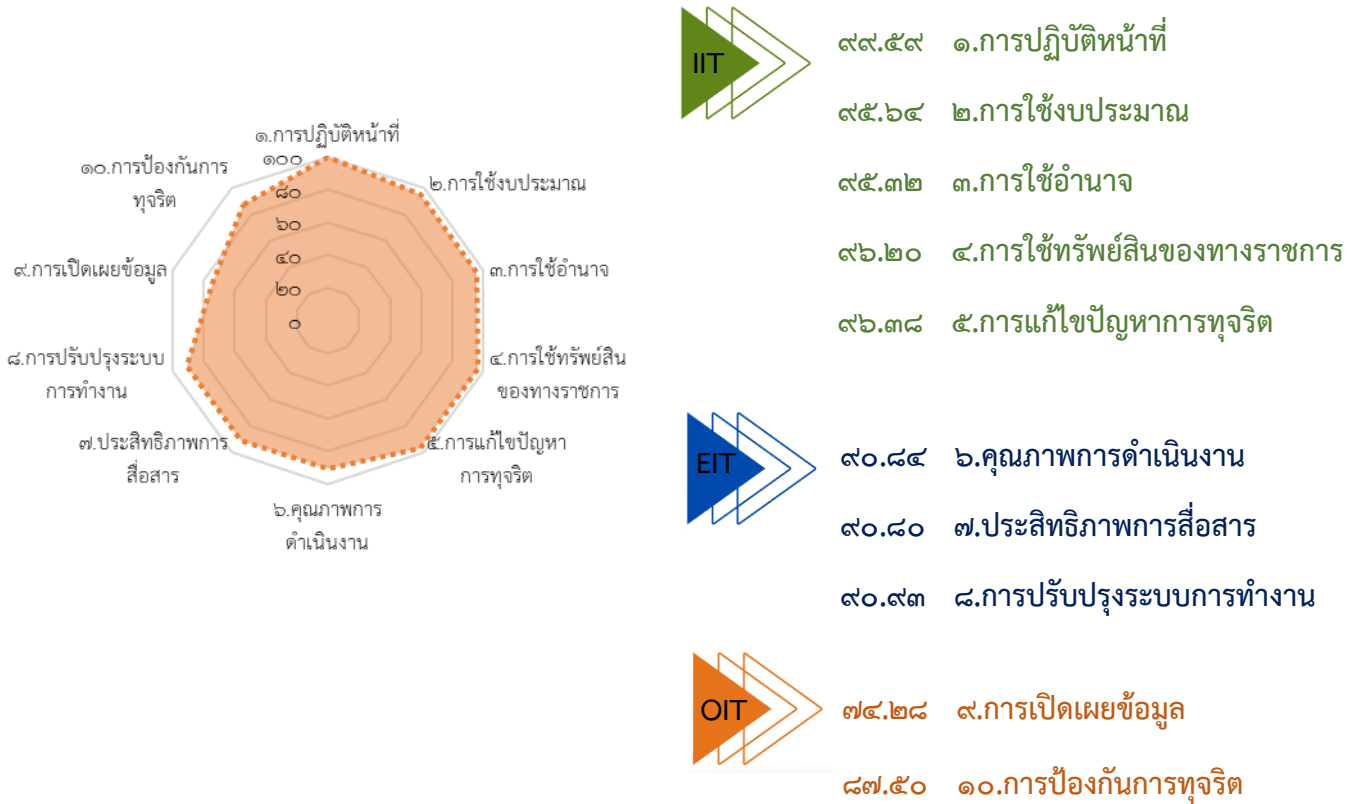 ๑.การปฏิบัติหน้าที่
๑๐๐
๘๐
๖๐
๔๐
๒๐
๐
๒.การใช้งบประมาณ
๓.การใช้อำนาจ
๔.การใช้ทรัพย์สิน
ของทางราชการ
๕.การแก้ไขปัญหา
การทุจริต
๖.คุณภาพการ
ดำเนินงาน
๗.ประสิทธิภาพการ
สื่อสาร
๘.การปรับปรุงระบบ
การทำงาน
๙.การเปิดเผยข้อมูล
๑๐.การป้องกันการ
ทุจริต
IIT
๙๙.๕๙ ๑.การปฏิบัติหน้าที่
๙๕.๖๔ ๒.การใช้งบประมาณ
๙๕.๓๒ ๓.การใช้อำนาจ
๙๖.๒๐ ๔.การใช้ทรัพย์สินของทางราชการ
๙๖.๓๘ ๕.การแก้ไขปัญหาการทุจริต
EIT
๙๐.๘๔ ๖.คุณภาพการดำเนินงาน
๙๐.๘๐ ๗.ประสิทธิภาพการสื่อสาร
๙๐.๙๓ ๘.การปรับปรุงระบบการทำงาน
OIT
๗๔.๒๘ ๙.การเปิดเผยข้อมูล
๘๗.๕๐ ๑๐.การป้องกันการทุจริต